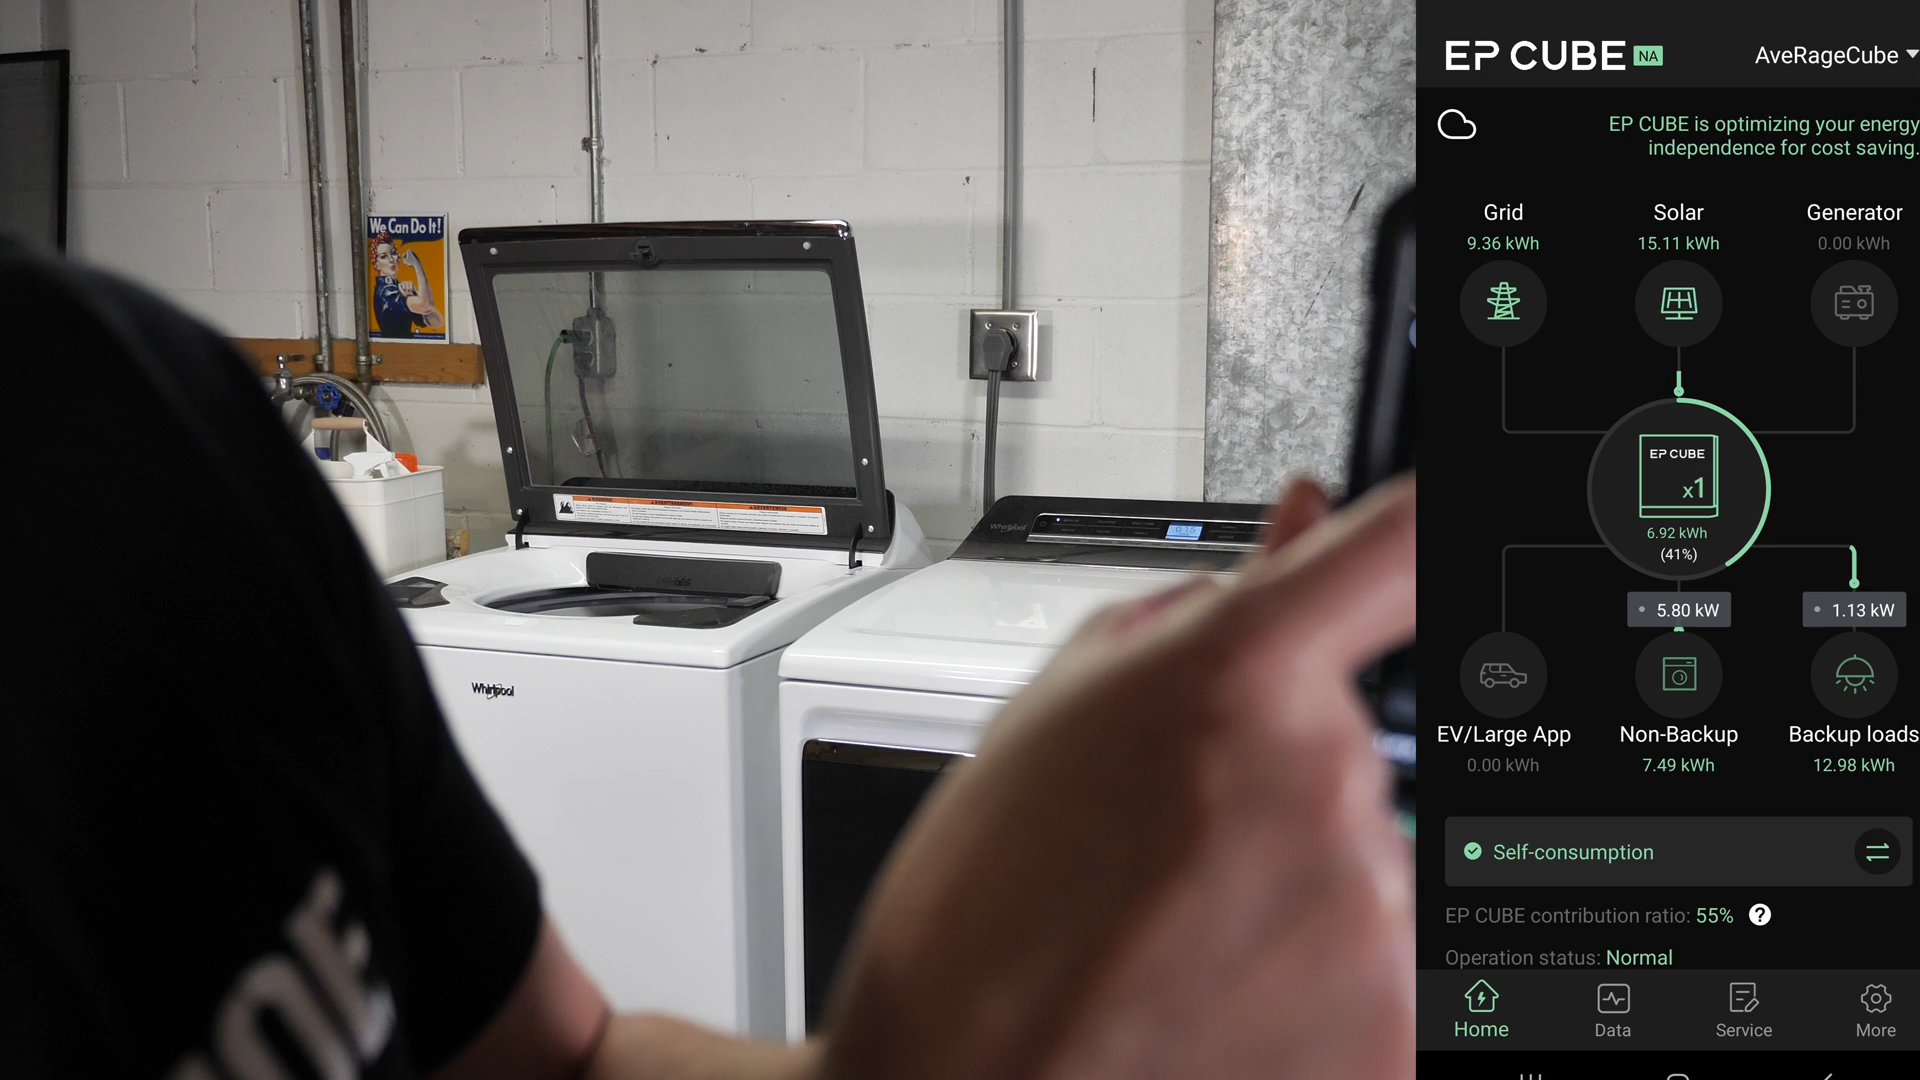 We Can Do It!
Whirlpool
Whirlpool
EP CUBE NA
AveRageCube
EP CUBE is optimizing your energy
independence for cost saving.
Grid
Solar
Generator
9.36 kWh
15.11 kWh
0.00 kWh
EP CUBE
x1
6.92 kWh
(41%)
5.80 kW
1.13 kW
EV/Large App
Non-Backup
Backup loads
0.00 kWh
7.49 kWh
12.98 kWh
Self-consumption
EP CUBE contribution ratio: 55% ?
Operation status: Normal
Home
Data
Service
More